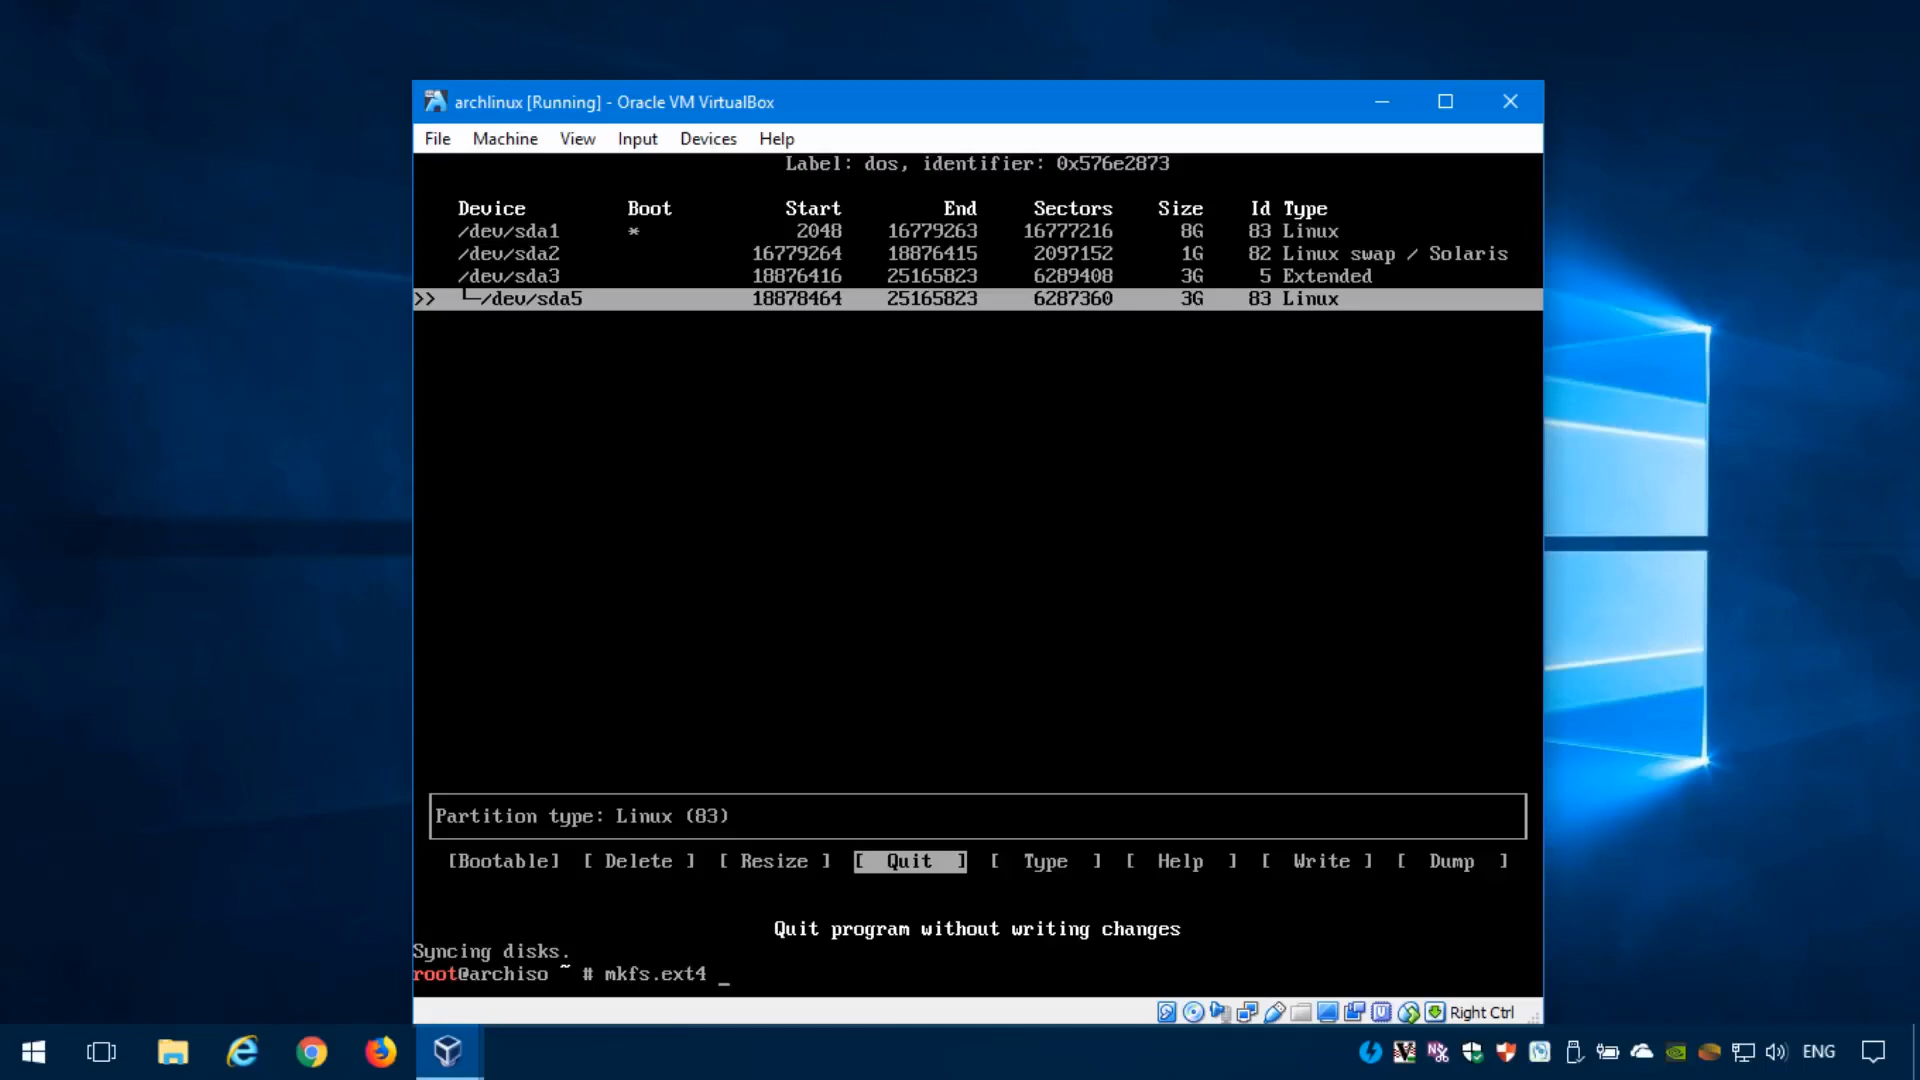 archlinux [Running] - Oracle VM VirtualBox
File Machine View Input Devices Help
Label: dos, identifier: 0x576e2873
Device Boot Start End Sectors Size Id Type
/dev/sda1 * 2048 16779263 16777216 8G 83 Linux
/dev/sda2 16779264 18876415 2097152 1G 82 Linux swap / Solaris
/dev/sda3 18876416 25165823 6289408 3G 5 Extended
>> └─/dev/sda5 18878464 25165823 6287360 3G 83 Linux
Partition type: Linux (83)
[Bootable] [ Delete ] [ Resize ] [ Quit ] [ Type ] [ Help ] [ Write ] [ Dump ]
Quit program without writing changes
Syncing disks.
root@archiso ~ # mkfs.ext4 _
Right Ctrl
ENG